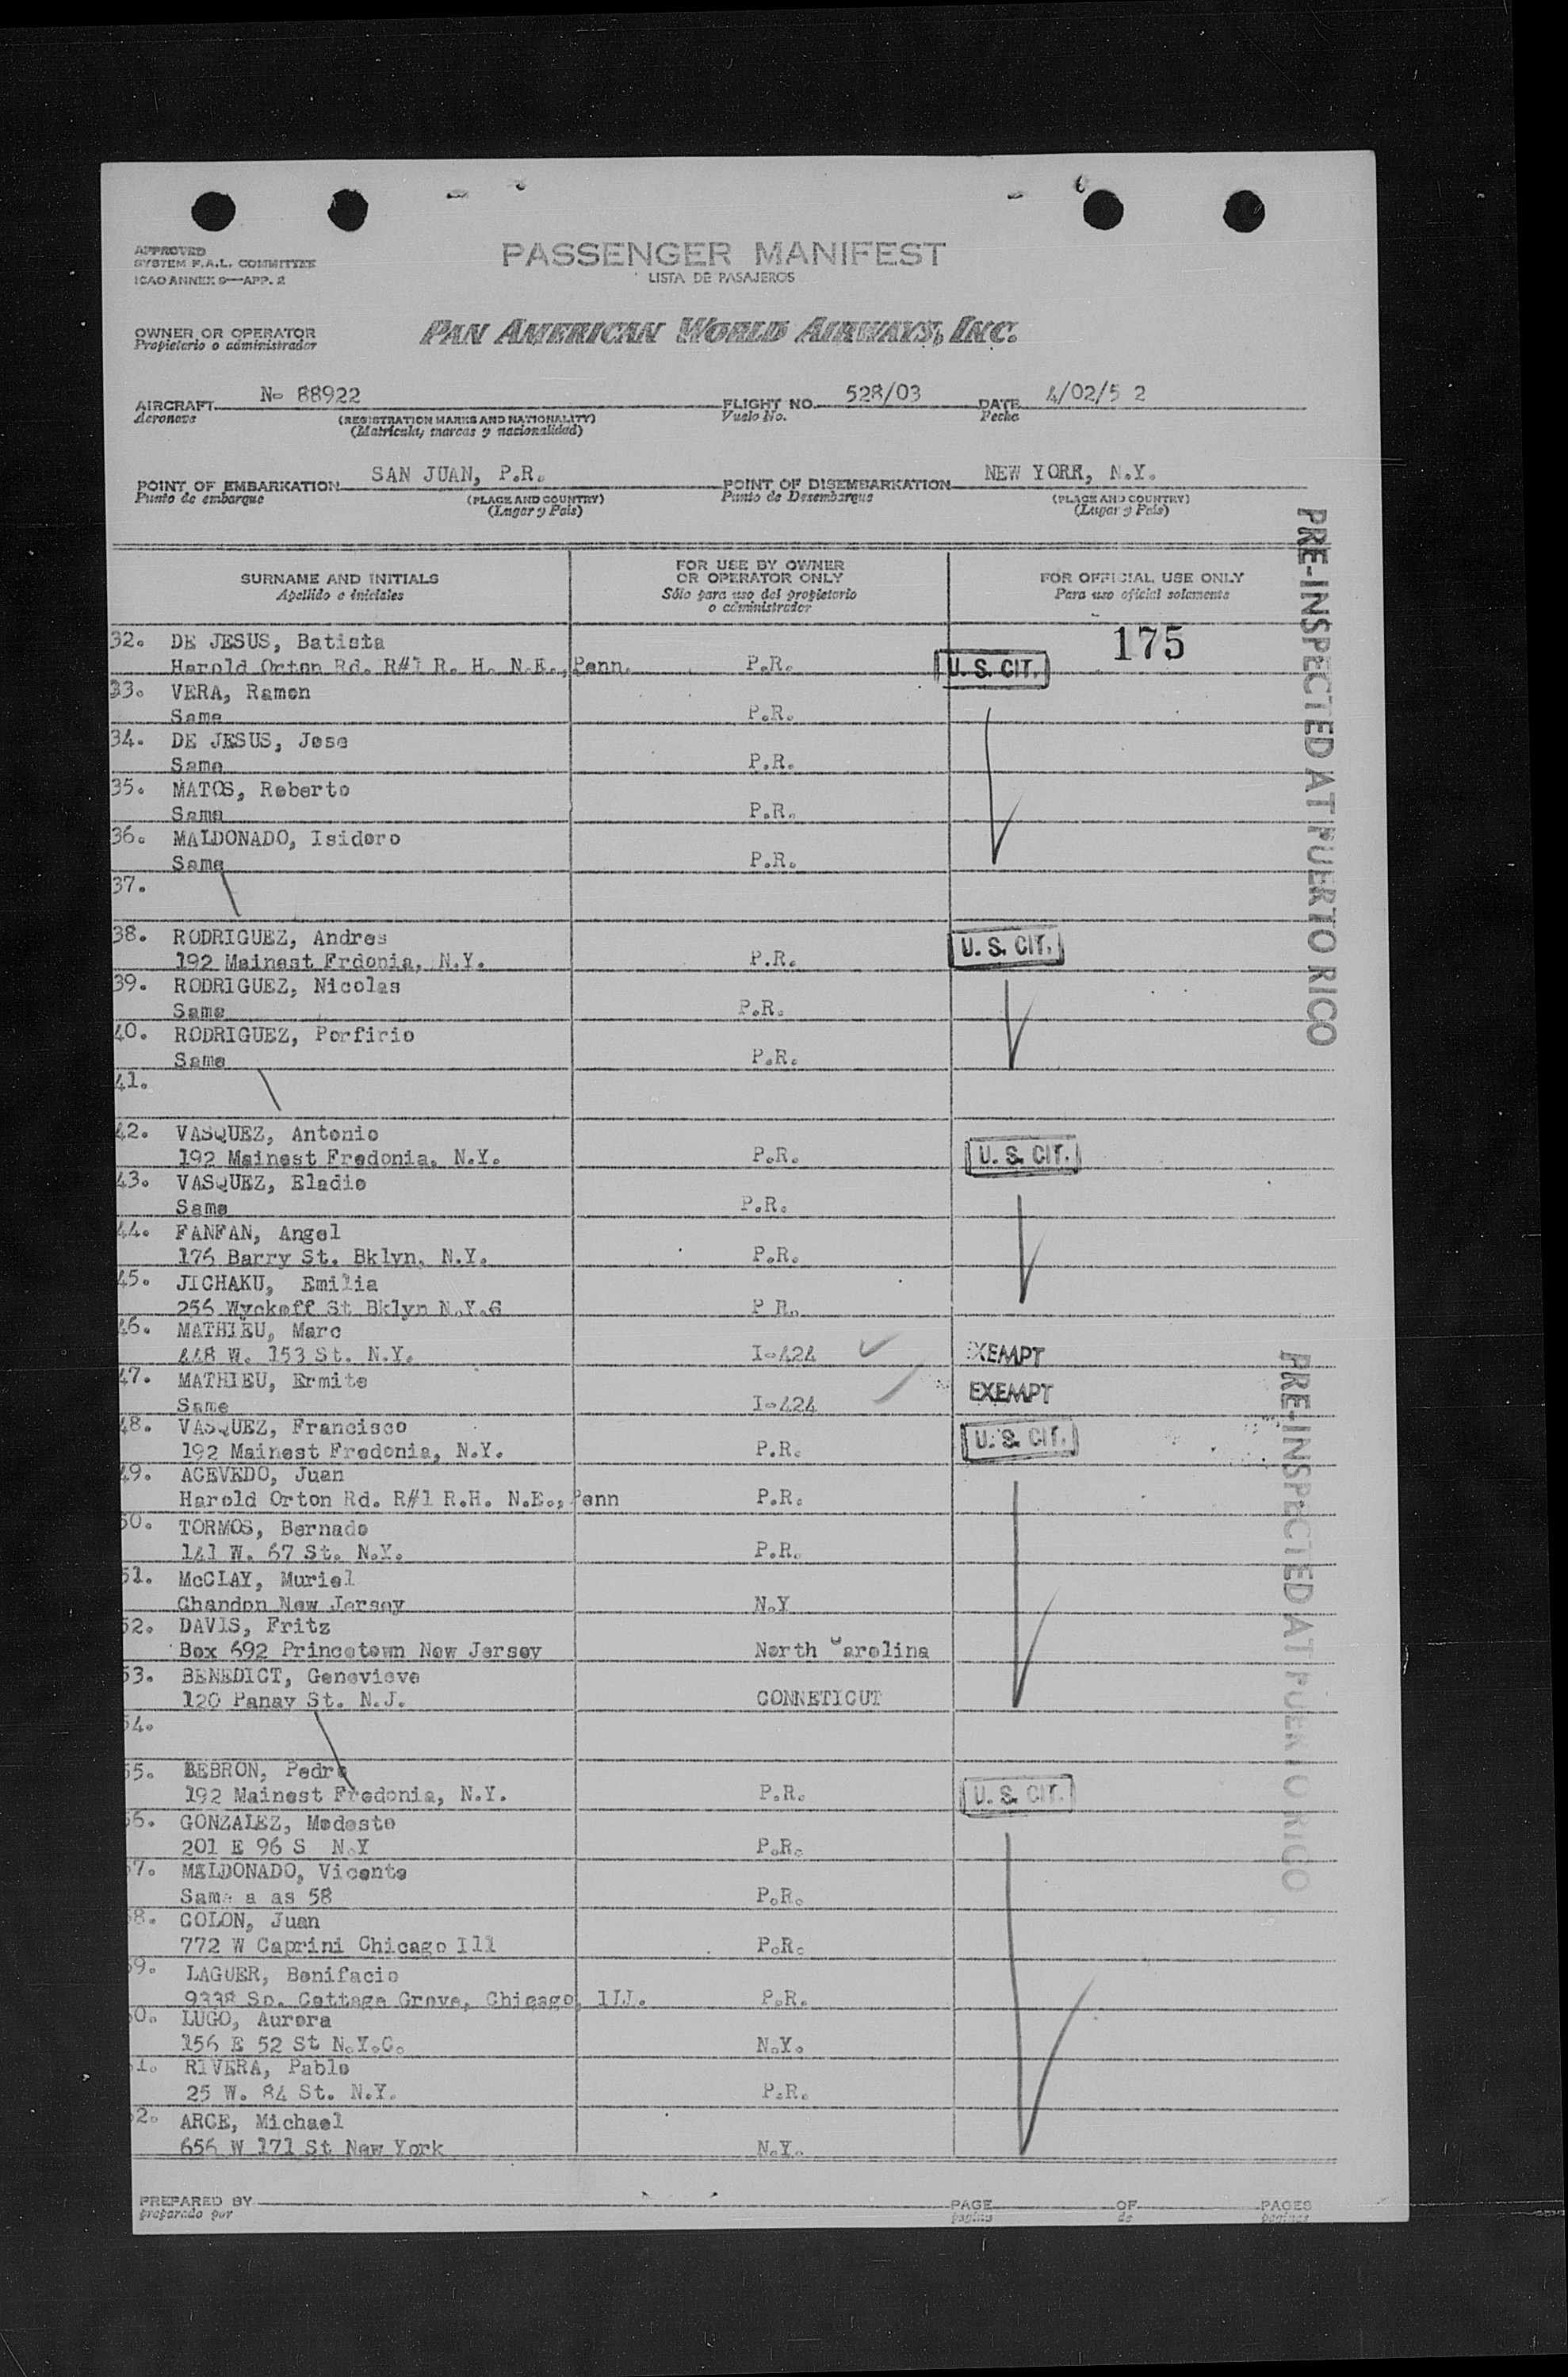 APPROVED
SYSTEM F.A.L. COMMITTEE
ICAO ANNEX 9—APP. 2
PASSENGER MANIFEST
LISTA DE PASAJEROS
OWNER OR OPERATOR
Propietario o administrador
PAN AMERICAN WORLD AIRWAYS, INC.
AIRCRAFT N- 88922 FLIGHT NO. 528/03 DATE 4/02/5 2
Aeronave (REGISTRATION MARKS AND NATIONALITY) Vuelo No. Fecha
(Matricula, marcas y nacionalidad)
POINT OF EMBARKATION SAN JUAN, P.R. POINT OF DISEMBARKATION NEW YORK, N.Y.
Punto de embarque (PLACE AND COUNTRY) Punto de Desembarque (PLACE AND COUNTRY)
(Lugar y Pais) (Lugar y Pais)
SURNAME AND INITIALS
Apellido e iniciales
FOR USE BY OWNER
OR OPERATOR ONLY
Sólo para uso del propietario
o administrador
FOR OFFICIAL USE ONLY
Para uso oficial solamente
PRE-INSPECTED AT PUERTO RICO
175
32. DE JESUS, Batista
Harold Orton Rd. R#1 R. H. N.E., Penn. P.R. U. S. CIT.
33. VERA, Ramon
Same P.R.
34. DE JESUS, Jose
Same P.R.
35. MATOS, Roberto
Same P.R.
36. MALDONADO, Isidoro
Same P.R.
37.
38. RODRIGUEZ, Andres
192 Mainest Frdonia, N.Y. P.R. U. S. CIT.
39. RODRIGUEZ, Nicolas
Same P.R.
40. RODRIGUEZ, Porfirio
Same P.R.
41.
42. VASQUEZ, Antonio
192 Mainest Fredonia, N.Y. P.R. U. S. CIT.
43. VASQUEZ, Eladio
Same P.R.
44. FANFAN, Angel
176 Barry St. Bklyn, N.Y. P.R.
45. JICHAKU, Emilia
256 Wyckoff St Bklyn N.Y.6 P R.
46. MATHIEU, Marc
448 W. 153 St. N.Y. I-424 EXEMPT
47. MATHIEU, Ermite
Same I-424 EXEMPT
48. VASQUEZ, Francisco
192 Mainest Fredonia, N.Y. P.R. U. S. CIT.
49. ACEVEDO, Juan
Harold Orton Rd. R#1 R.H. N.E., Penn P.R.
50. TORMOS, Bernado
141 W. 67 St. N.Y. P.R.
51. McCLAY, Muriel
Chandon New Jersey N.Y
52. DAVIS, Fritz
Box 692 Princetown New Jersey North Carolina
53. BENEDICT, Genevieve
120 Panay St. N.J. CONNETICUT
54.
55. BEBRON, Pedro
192 Mainest Fredonia, N.Y. P.R. U. S. CIT.
56. GONZALEZ, Modesto
201 E 96 S N.Y P.R.
57. MALDONADO, Vicente
Same a as 58 P.R.
58. COLON, Juan
772 W Caprini Chicago Ill P.R.
59. LAGUER, Bonifacio
9338 So. Cottage Grove, Chicago, Ill. P.R.
60. LUGO, Aurora
156 E 52 St N.Y.C. N.Y.
61. RIVERA, Pablo
25 W. 84 St. N.Y. P.R.
62. ARCE, Michael
656 W 171 St New York N.Y.
PRE-INSPECTED AT PUERTO RICO
PREPARED BY PAGE OF PAGES
preparado por pagina de paginas